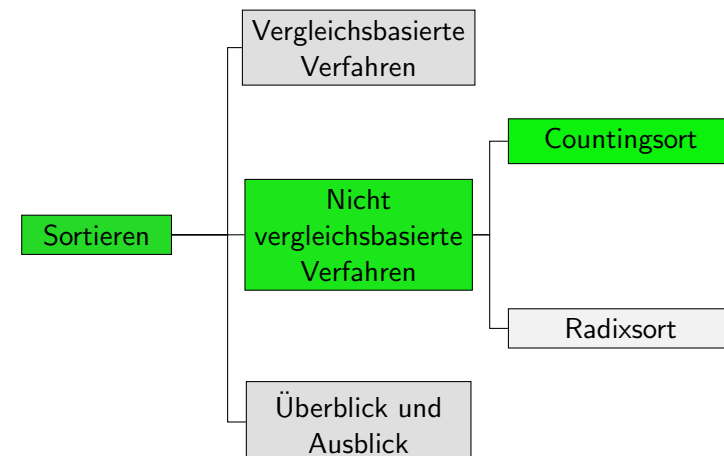 Vergleichsbasierte
Verfahren
Countingsort
Nicht
vergleichsbasierte
Verfahren
Sortieren
Radixsort
Überblick und
Ausblick